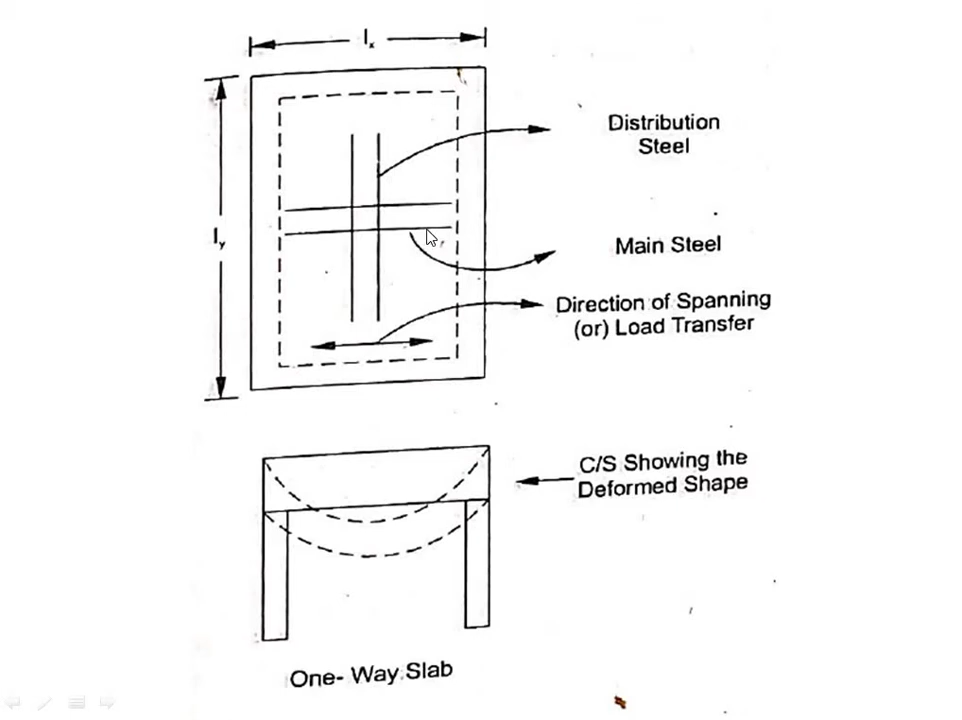 lx
Distribution
Steel
ly
Main Steel
Direction of Spanning
(or) Load Transfer
C/S Showing the
Deformed Shape
One- Way Slab